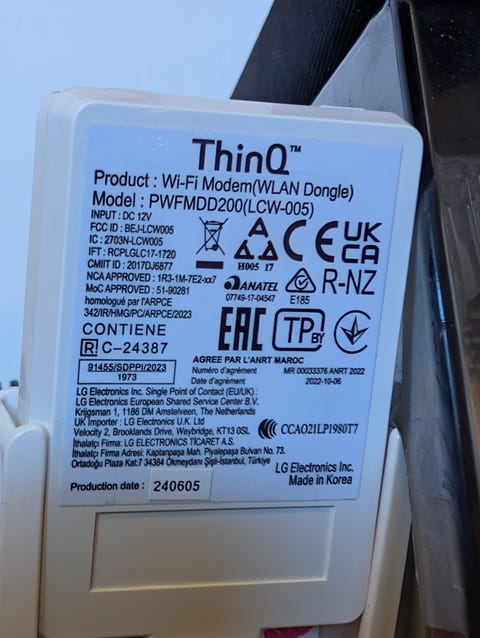 ThinQ™
Product : Wi-Fi Modem(WLAN Dongle)
Model : PWFMDD200(LCW-005)
INPUT : DC 12V
FCC ID : BEJ-LCW005
IC : 2703N-LCW005
IFT : RCPLGLC17-1720
CMIIT ID : 2017DJ6877
NCA APPROVED : 1R3-1M-7E2-xx7
MoC APPROVED : 51-90281
homologué par l'ARPCE
342/IR/HMG/PC/ARPCE/2023
H005 17
CE
UK
CA
ANATEL
07749-17-04547
E185
R-NZ
CONTIENE
R C-24387
EAC
TP BY
91455/SDPPI/2023
1973
AGREE PAR L'ANRT MAROC
Numéro d'agrément MR 00033376 ANRT 2022
Date d'agrément 2022-10-06
LG Electronics Inc. Single Point of Contact (EU/UK) :
LG Electronics European Shared Service Center B.V.
Krijgsman 1, 1186 DM Amstelveen, The Netherlands
UK Importer : LG Electronics U.K. Ltd
Velocity 2, Brooklands Drive, Weybridge, KT13 0SL
İthalatçı Firma: LG ELECTRONICS TİCARET A.S.
İthalatçı Firma Adresi: Kaptanpaşa Mah. Piyalepaşa Bulvarı No. 73.
Ortadoğu Plaza Kat:7 34384 Okmeydanı Şişli-İstanbul, Türkiye
CCAO21LP1980T7
LG Electronics Inc.
Made in Korea
Production date : 240605